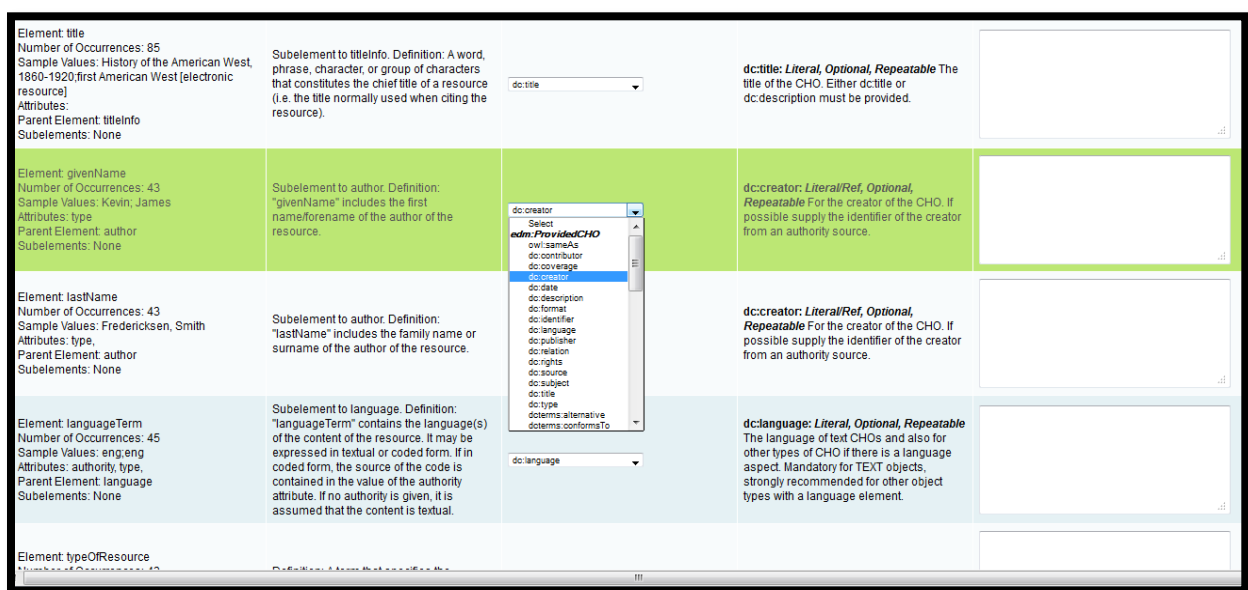 Element: title
Number of Occurrences: 85
Sample Values: History of the American West,
1860-1920;first American West [electronic
resource]
Attributes:
Parent Element: titleInfo
Subelements: None
Subelement to titleInfo. Definition: A word,
phrase, character, or group of characters
that constitutes the chief title of a resource
(i.e. the title normally used when citing the
resource).
dc:title
dc:title: Literal, Optional, Repeatable The
title of the CHO. Either dc:title or
dc:description must be provided.
Element: givenName
Number of Occurrences: 43
Sample Values: Kevin; James
Attributes: type
Parent Element: author
Subelements: None
Subelement to author. Definition:
"givenName" includes the first
name/forename of the author of the
resource.
dc:creator
Select
edm:ProvidedCHO
owl:sameAs
dc:contributor
dc:coverage
dc:creator
dc:date
dc:description
dc:format
dc:identifier
dc:language
dc:publisher
dc:relation
dc:rights
dc:source
dc:subject
dc:title
dc:type
dcterms:alternative
dcterms:conformsTo
dc:creator: Literal/Ref, Optional,
Repeatable For the creator of the CHO. If
possible supply the identifier of the creator
from an authority source.
Element: lastName
Number of Occurrences: 43
Sample Values: Fredericksen, Smith
Attributes: type,
Parent Element: author
Subelements: None
Subelement to author. Definition:
"lastName" includes the family name or
surname of the author of the resource.
dc:creator: Literal/Ref, Optional,
Repeatable For the creator of the CHO. If
possible supply the identifier of the creator
from an authority source.
Element: languageTerm
Number of Occurrences: 45
Sample Values: eng;eng
Attributes: authority, type,
Parent Element: language
Subelements: None
Subelement to language. Definition:
"languageTerm" contains the language(s)
of the content of the resource. It may be
expressed in textual or coded form. If in
coded form, the source of the code is
contained in the value of the authority
attribute. If no authority is given, it is
assumed that the content is textual.
dc:language
dc:language: Literal, Optional, Repeatable
The language of text CHOs and also for
other types of CHO if there is a language
aspect. Mandatory for TEXT objects,
strongly recommended for other object
types with a language element.
Element: typeOfResource